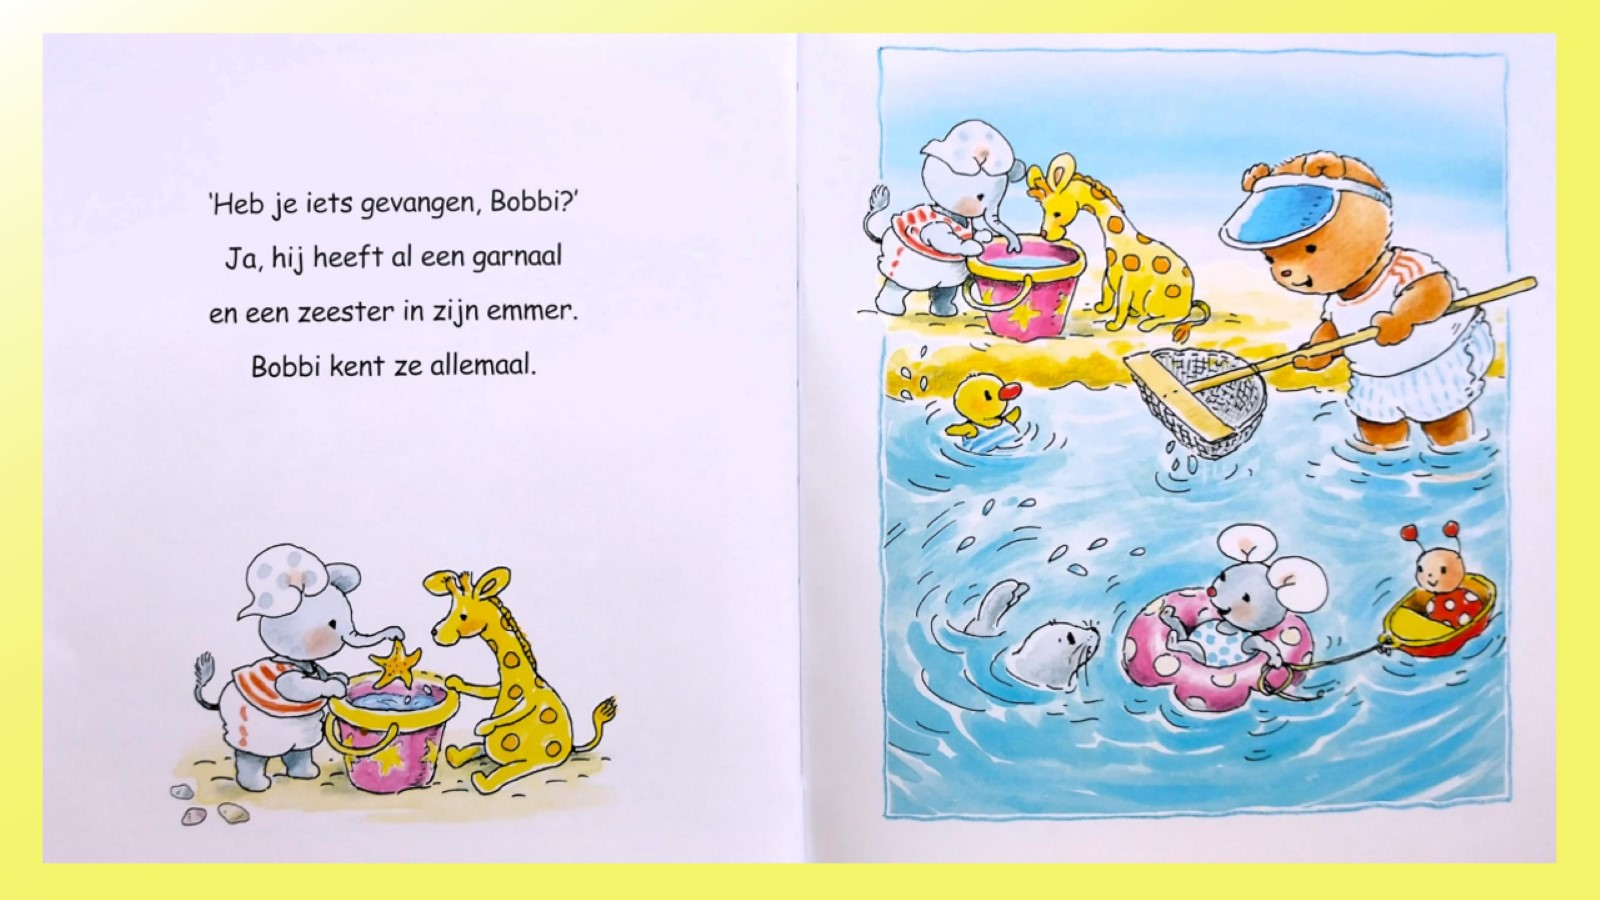 'Heb je iets gevangen, Bobbi?'
Ja, hij heeft al een garnaal
en een zeester in zijn emmer.
Bobbi kent ze allemaal.